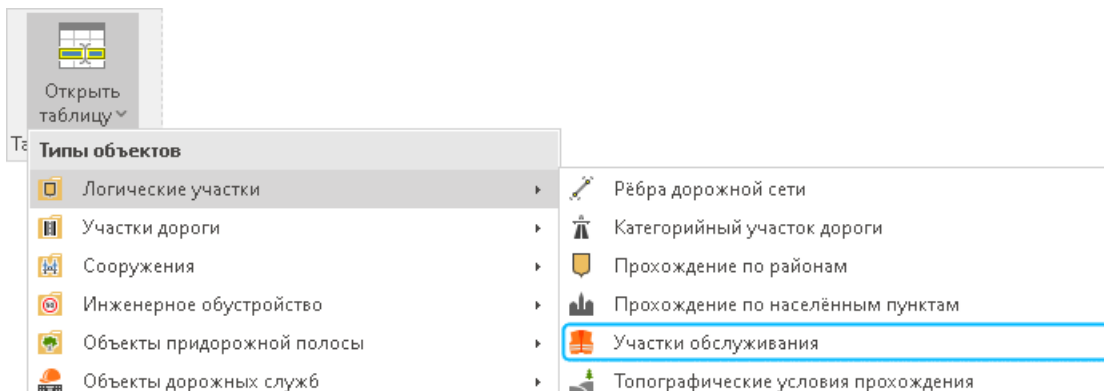 Открыть
таблицу
Та
Типы объектов
Логические участки
Участки дороги
Сооружения
Инженерное обустройство
Объекты придорожной полосы
Объекты дорожных служб
Рёбра дорожной сети
Категорийный участок дороги
Прохождение по районам
Прохождение по населённым пунктам
Участки обслуживания
Топографические условия прохождения